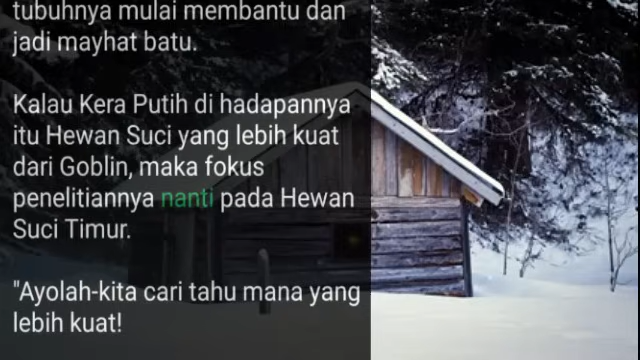 tubuhnya mulai membantu dan
jadi mayhat batu.
Kalau Kera Putih di hadapannya
itu Hewan Suci yang lebih kuat
dari Goblin, maka fokus
penelitiannya nanti pada Hewan
Suci Timur.
"Ayolah-kita cari tahu mana yang
lebih kuat!